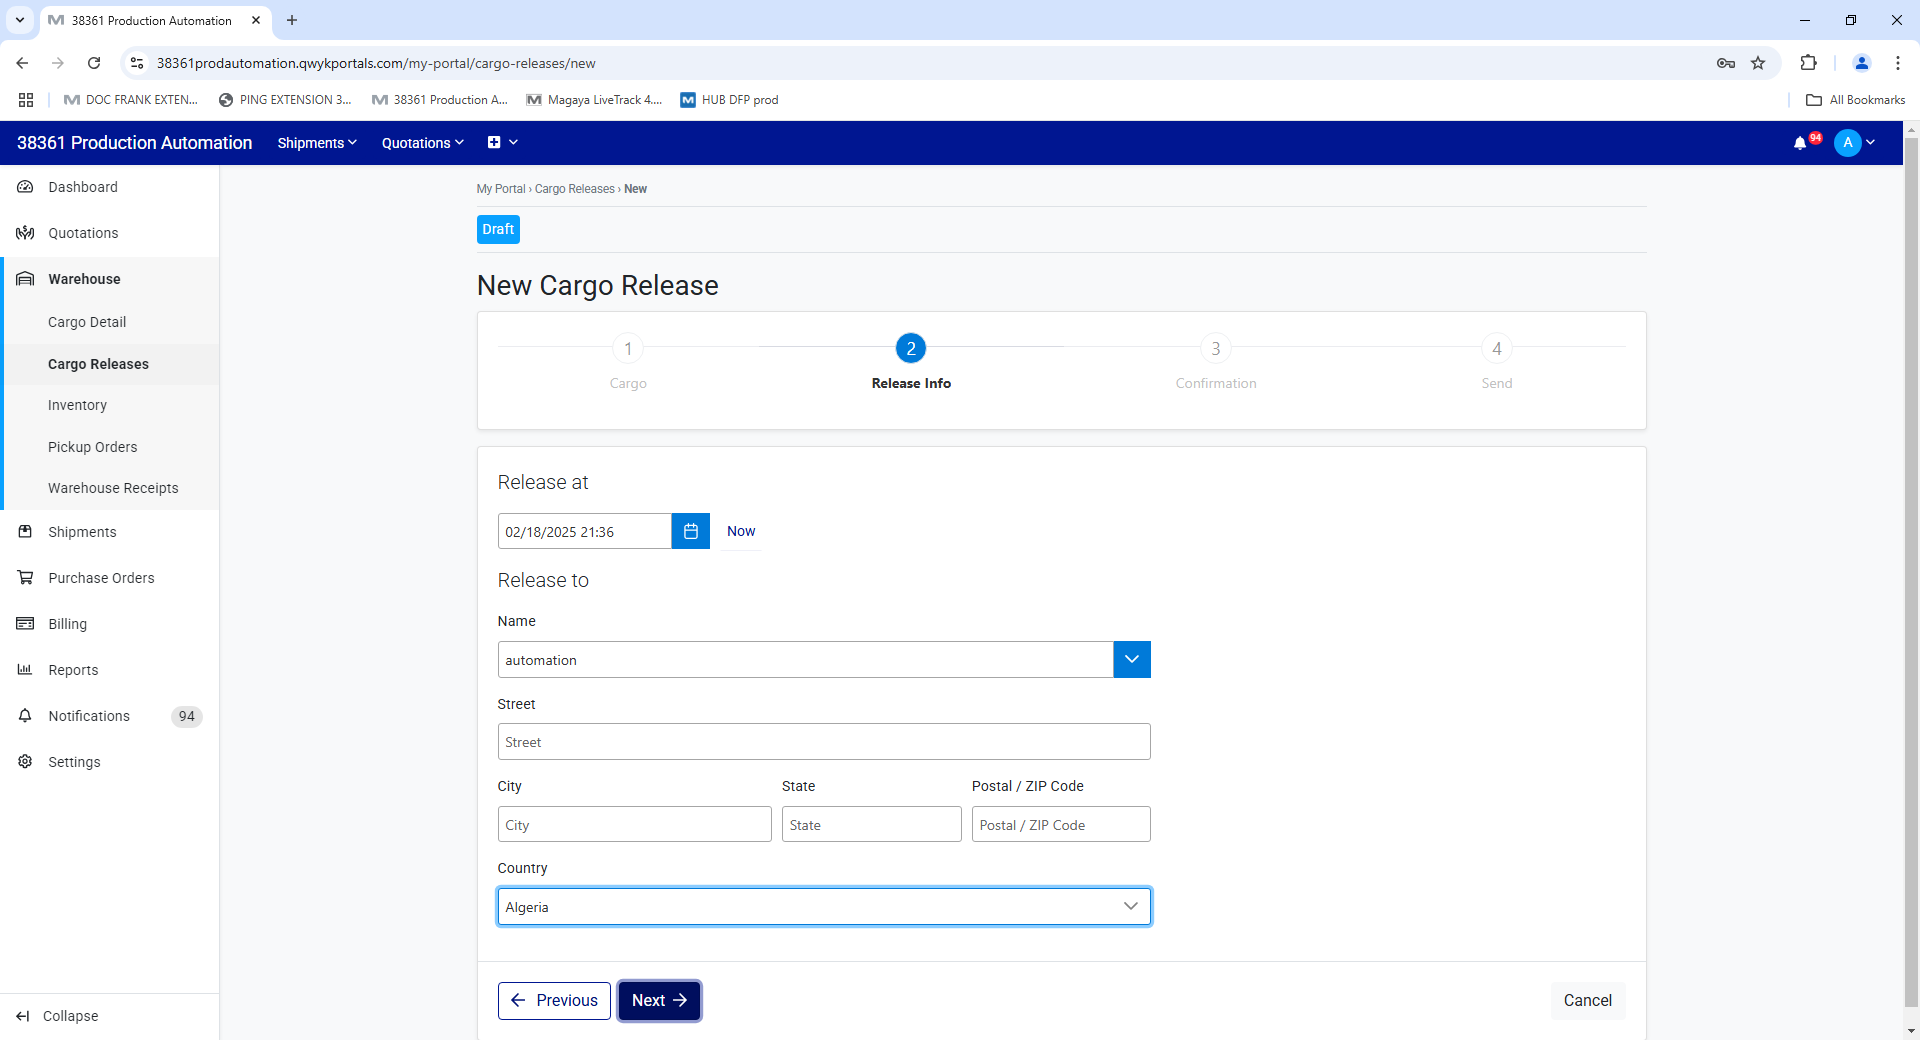 38361 Production Automation
38361prodautomation.qwykportals.com/my-portal/cargo-releases/new
DOC FRANK EXTEN...
PING EXTENSION 3...
38361 Production A...
Magaya LiveTrack 4....
HUB DFP prod
All Bookmarks
38361 Production Automation
Shipments
Quotations
94
A
Dashboard
Quotations
Warehouse
Cargo Detail
Cargo Releases
Inventory
Pickup Orders
Warehouse Receipts
Shipments
Purchase Orders
Billing
Reports
Notifications 94
Settings
Collapse
My Portal › Cargo Releases › New
Draft
New Cargo Release
1
Cargo
2
Release Info
3
Confirmation
4
Send
Release at
02/18/2025 21:36
Now
Release to
Name
automation
Street
Street
City State Postal / ZIP Code
City State Postal / ZIP Code
Country
Algeria
Previous
Next
Cancel